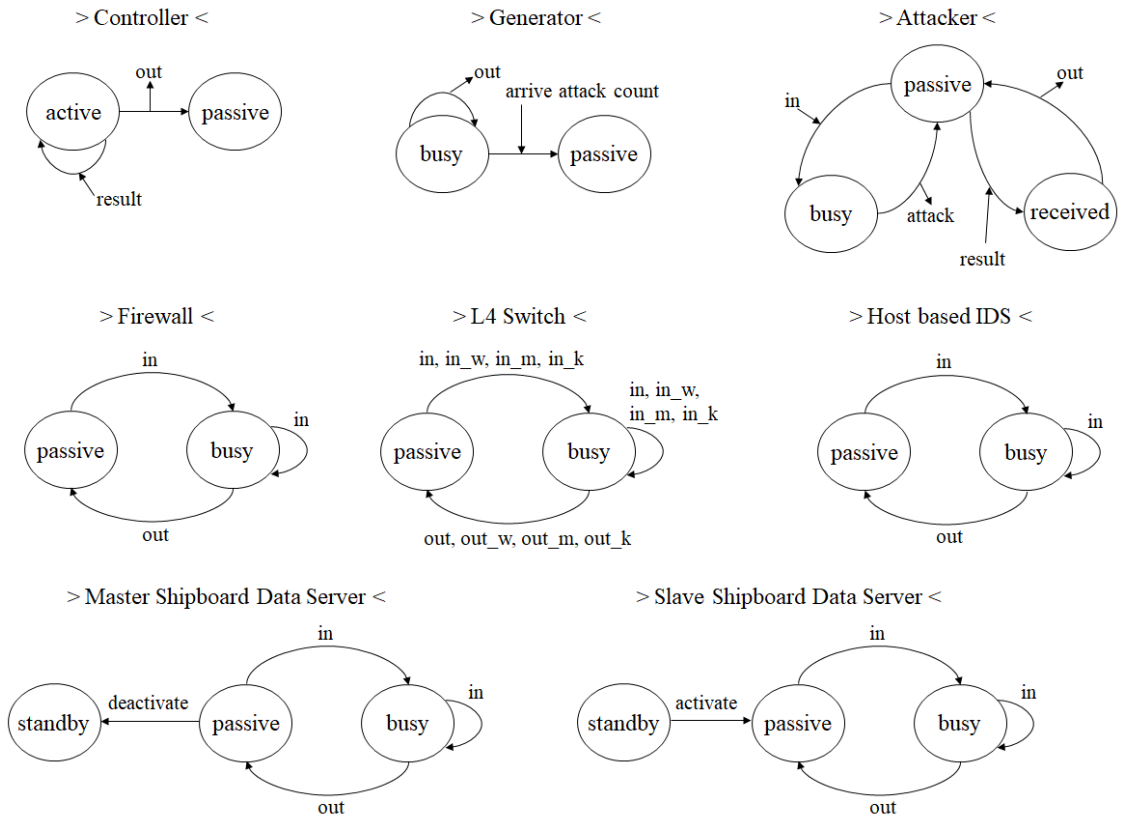 > Controller <
out
active
passive
result
> Generator <
out
arrive attack count
busy
passive
> Attacker <
passive
out
in
busy
attack
received
result
> Firewall <
in
in
passive
busy
out
> L4 Switch <
in, in_w, in_m, in_k
in, in_w,
in_m, in_k
passive
busy
out, out_w, out_m, out_k
> Host based IDS <
in
in
passive
busy
out
> Master Shipboard Data Server <
in
deactivate
in
standby
passive
busy
out
> Slave Shipboard Data Server <
in
activate
in
standby
passive
busy
out